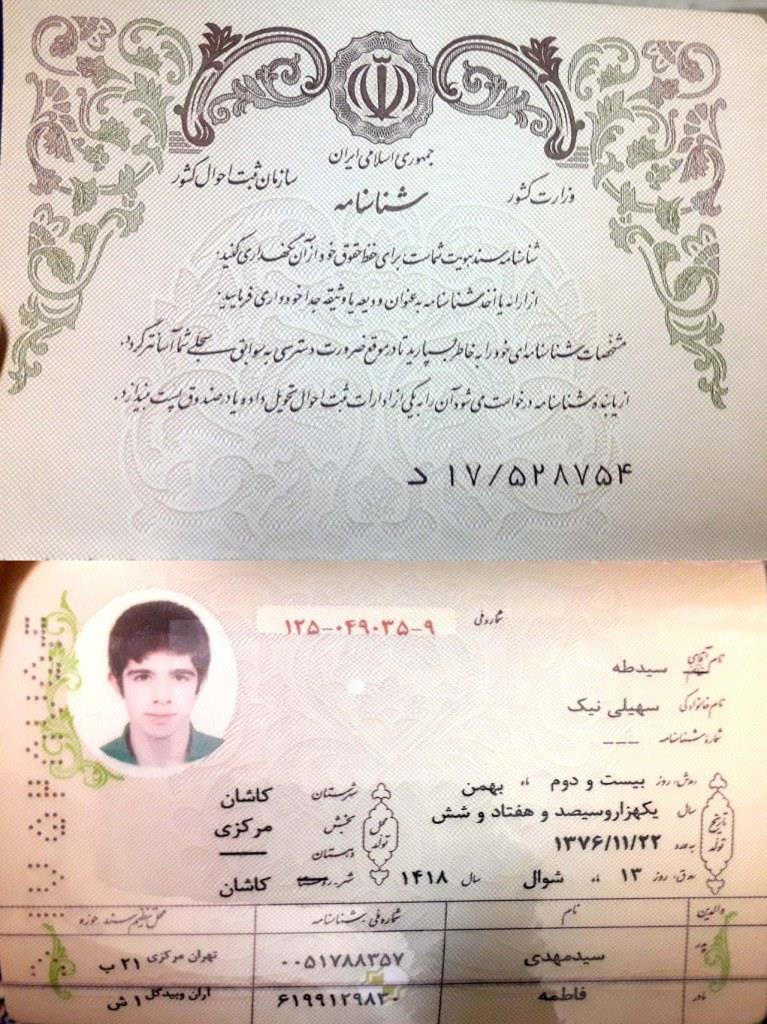 جمهوری اسلامی ایران
وزارت کشور
سازمان ثبت احوال کشور
شناسنامه
شناسنامه سند هویت شماست برای حفظ حقوق خود از آن نگهداری کنید.
از ارائه یا اخذ شناسنامه به عنوان ودیعه یا وثیقه جدا خودداری فرمایید.
مشخصات شناسنامه‌ای خود را به خاطر بسپارید تا در موقع ضرورت دسترسی به سوابق سجلی شما آسانتر گردد.
از یابنده شناسنامه درخواست می شود آن را به یکی از ادارات ثبت احوال تحویل داده یا در صندوق پست بیندازد.
د ۱۷/۵۲۸۷۵۴
شماره ملی ۱۲۵-۰۴۹۰۳۵-۹
نام آقای سیدطه
نام خانوادگی سهیلی نیک
شماره شناسنامه ---
تاریخ تولد
روز بیست و دوم ماه بهمن
سال یکهزاروسیصد و هفتاد و شش
به عدد ۱۳۷۶/۱۱/۲۲
روز ۱۳ ماه شوال سال ۱۴۱۸
محل تولد
شهرستان کاشان
بخش مرکزی
دهستان ——
شهر کاشان
والدین نام شماره ملی-شناسنامه محل تنظیم سند حوزه
پدر سیدمهدی ۰۰۵۱۷۸۸۳۵۷ تهران مرکزی ۲۱ ب
مادر فاطمه ۶۱۹۹۱۲۹۸۳۰ اران وبیدگل ۱ ش